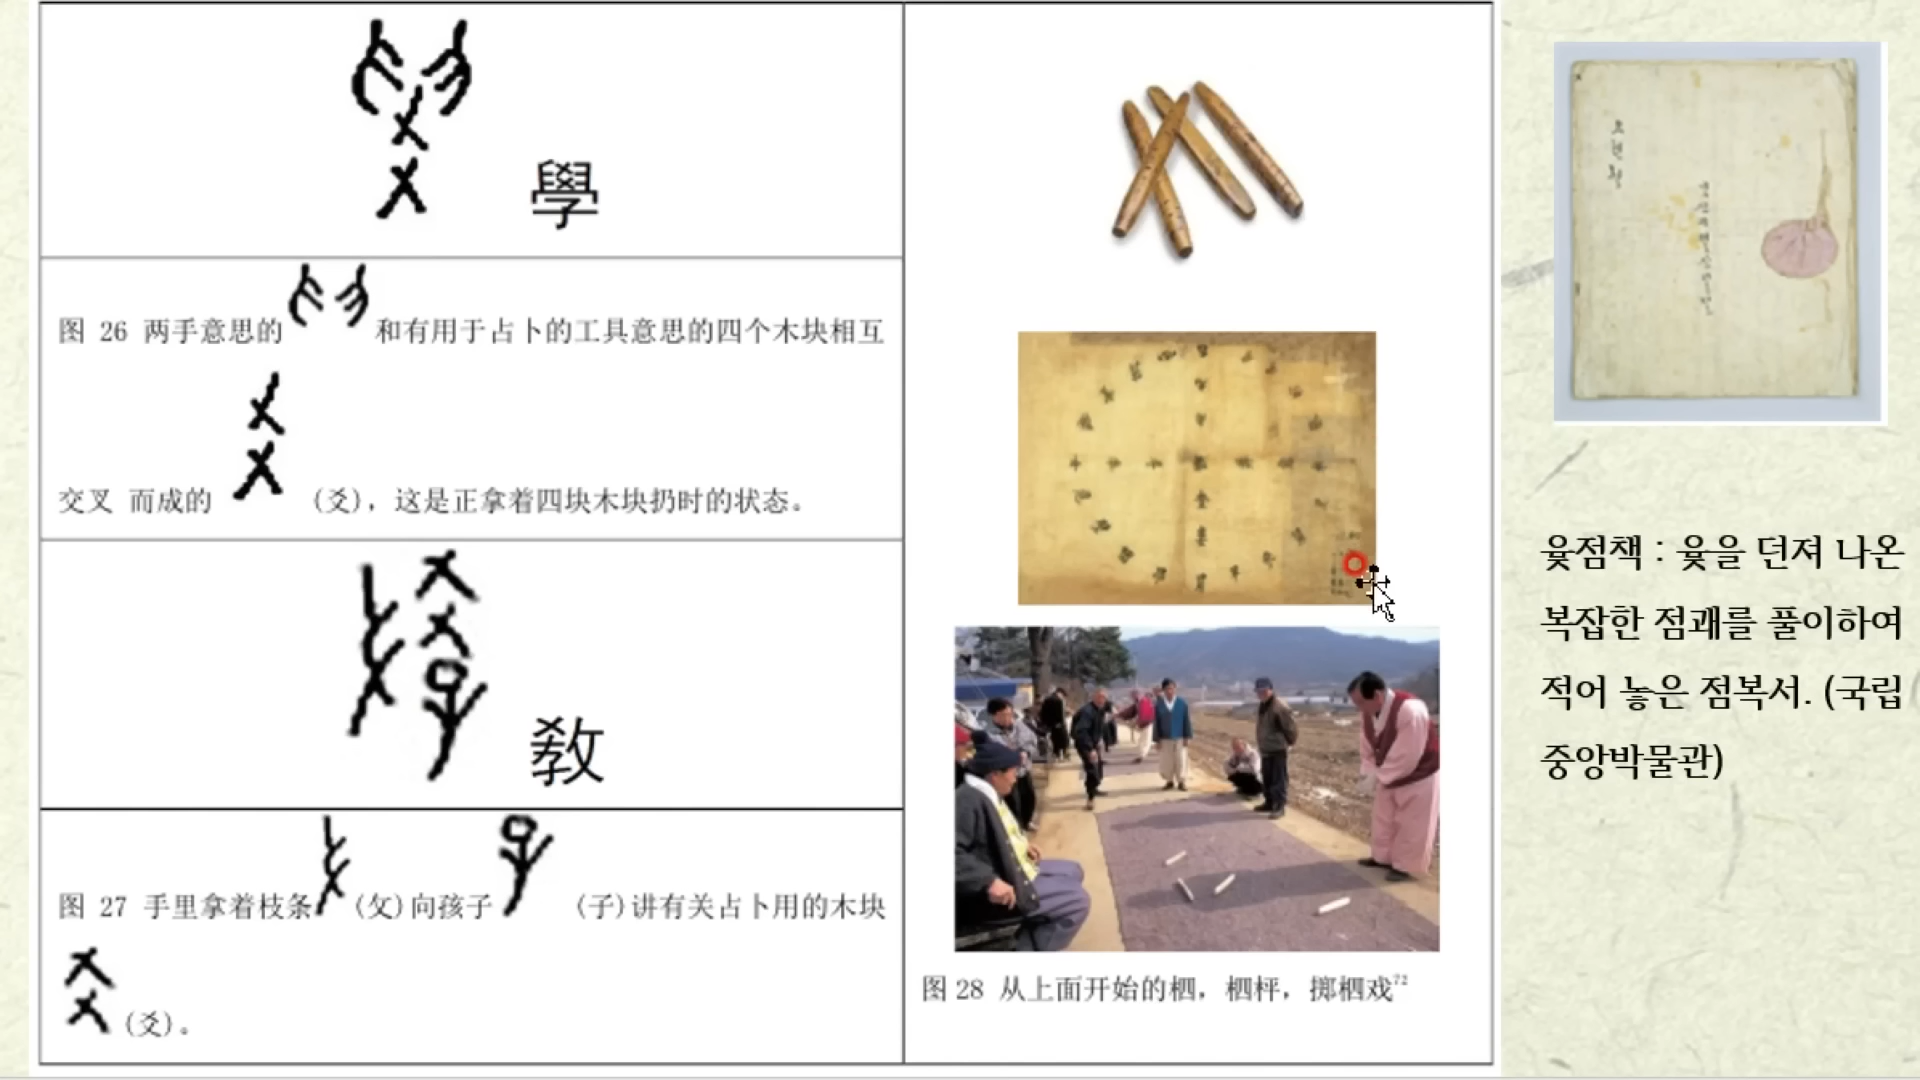 學
图 26 两手意思的 和有用于占卜的工具意思的四个木块相互
交叉 而成的 （爻），这是正拿着四块木块扔时的状态。
敎
图 27 手里拿着枝条 （攵）向孩子 （子）讲有关占卜用的木块
（爻）。
图 28 从上面开始的柶，柶枰，掷柶戏72
윷점책 : 윷을 던져 나온
복잡한 점괘를 풀이하여
적어 놓은 점복서. (국립
중앙박물관)